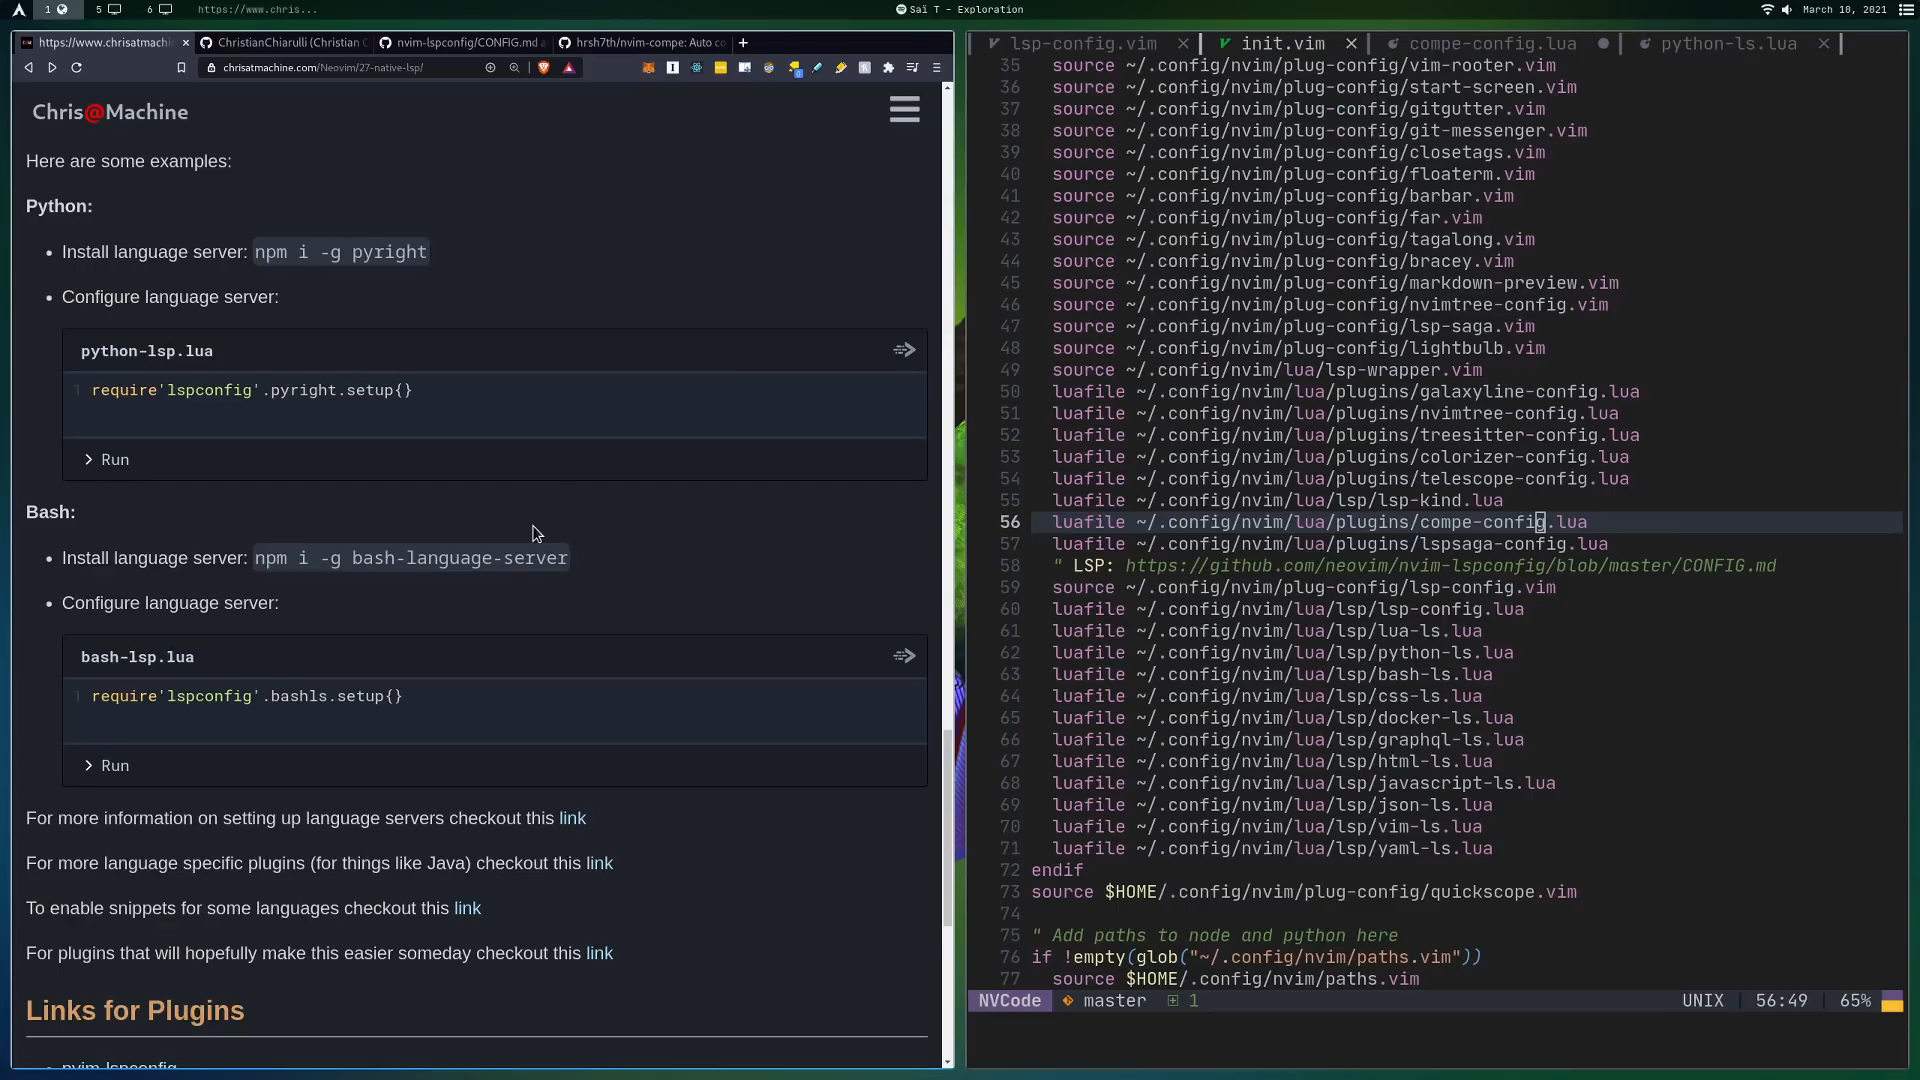 1
5
6
https://www.chris...
Saï T - Exploration
March 10, 2021
https://www.chrisatmachi
ChristianChiarulli (Christian C
nvim-lspconfig/CONFIG.md a
hrsh7th/nvim-compe: Auto co
chrisatmachine.com/Neovim/27-native-lsp/
Chris@Machine
Here are some examples:
Python:
Install language server: npm i -g pyright
Configure language server:
python-lsp.lua
1 require'lspconfig'.pyright.setup{}
Run
Bash:
Install language server: npm i -g bash-language-server
Configure language server:
bash-lsp.lua
1 require'lspconfig'.bashls.setup{}
Run
For more information on setting up language servers checkout this link
For more language specific plugins (for things like Java) checkout this link
To enable snippets for some languages checkout this link
For plugins that will hopefully make this easier someday checkout this link
Links for Plugins
nvim-lspconfig
lsp-config.vim
init.vim
compe-config.lua
python-ls.lua
35 source ~/.config/nvim/plug-config/vim-rooter.vim
36 source ~/.config/nvim/plug-config/start-screen.vim
37 source ~/.config/nvim/plug-config/gitgutter.vim
38 source ~/.config/nvim/plug-config/git-messenger.vim
39 source ~/.config/nvim/plug-config/closetags.vim
40 source ~/.config/nvim/plug-config/floaterm.vim
41 source ~/.config/nvim/plug-config/barbar.vim
42 source ~/.config/nvim/plug-config/far.vim
43 source ~/.config/nvim/plug-config/tagalong.vim
44 source ~/.config/nvim/plug-config/bracey.vim
45 source ~/.config/nvim/plug-config/markdown-preview.vim
46 source ~/.config/nvim/plug-config/nvimtree-config.vim
47 source ~/.config/nvim/plug-config/lsp-saga.vim
48 source ~/.config/nvim/plug-config/lightbulb.vim
49 source ~/.config/nvim/lua/lsp-wrapper.vim
50 luafile ~/.config/nvim/lua/plugins/galaxyline-config.lua
51 luafile ~/.config/nvim/lua/plugins/nvimtree-config.lua
52 luafile ~/.config/nvim/lua/plugins/treesitter-config.lua
53 luafile ~/.config/nvim/lua/plugins/colorizer-config.lua
54 luafile ~/.config/nvim/lua/plugins/telescope-config.lua
55 luafile ~/.config/nvim/lua/lsp/lsp-kind.lua
56 luafile ~/.config/nvim/lua/plugins/compe-config.lua
57 luafile ~/.config/nvim/lua/plugins/lspsaga-config.lua
58 " LSP: https://github.com/neovim/nvim-lspconfig/blob/master/CONFIG.md
59 source ~/.config/nvim/plug-config/lsp-config.vim
60 luafile ~/.config/nvim/lua/lsp/lsp-config.lua
61 luafile ~/.config/nvim/lua/lsp/lua-ls.lua
62 luafile ~/.config/nvim/lua/lsp/python-ls.lua
63 luafile ~/.config/nvim/lua/lsp/bash-ls.lua
64 luafile ~/.config/nvim/lua/lsp/css-ls.lua
65 luafile ~/.config/nvim/lua/lsp/docker-ls.lua
66 luafile ~/.config/nvim/lua/lsp/graphql-ls.lua
67 luafile ~/.config/nvim/lua/lsp/html-ls.lua
68 luafile ~/.config/nvim/lua/lsp/javascript-ls.lua
69 luafile ~/.config/nvim/lua/lsp/json-ls.lua
70 luafile ~/.config/nvim/lua/lsp/vim-ls.lua
71 luafile ~/.config/nvim/lua/lsp/yaml-ls.lua
72 endif
73 source $HOME/.config/nvim/plug-config/quickscope.vim
74
75 " Add paths to node and python here
76 if !empty(glob("~/.config/nvim/paths.vim"))
77 source $HOME/.config/nvim/paths.vim
NVCode master 1 UNIX 56:49 65%